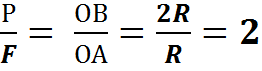 P/F = OB/OA = 2R/R = 2